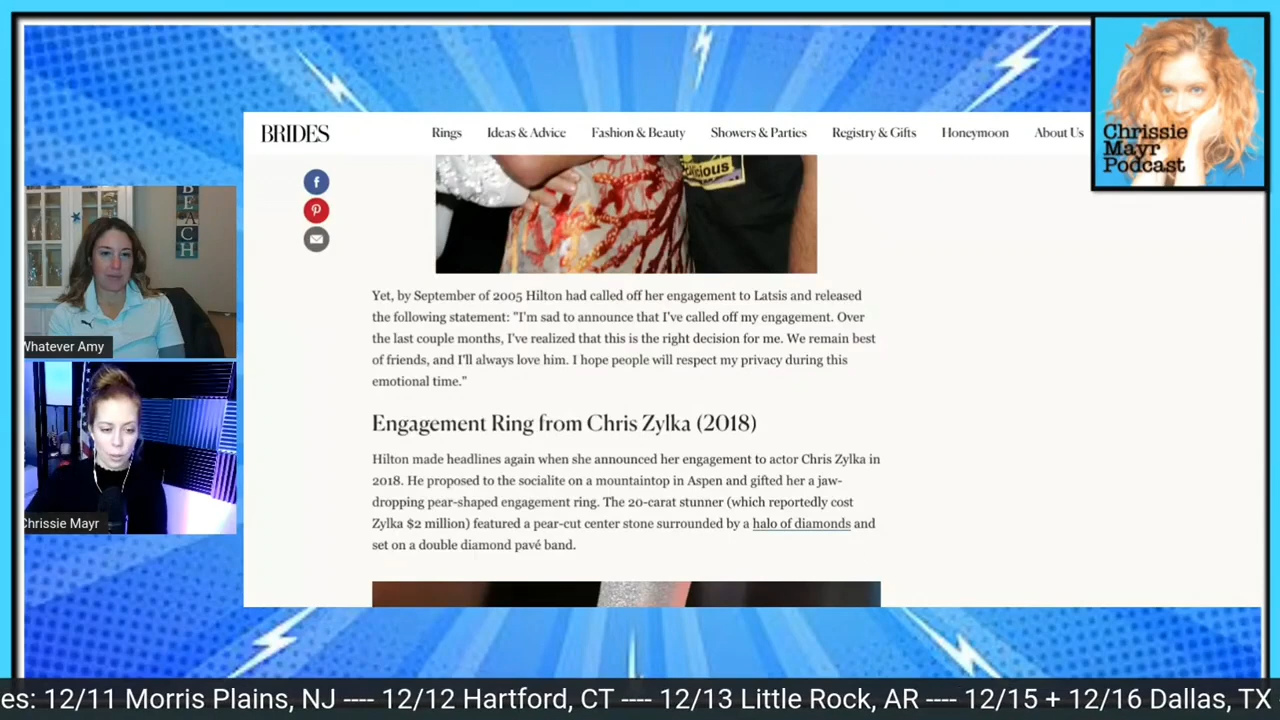 BRIDES
Rings Ideas & Advice Fashion & Beauty Showers & Parties Registry & Gifts Honeymoon About Us
Chrissie
Mayr
Podcast
BEACH
Whatever Amy
Chrissie Mayr
Yet, by September of 2005 Hilton had called off her engagement to Latsis and released
the following statement: "I'm sad to announce that I've called off my engagement. Over
the last couple months, I've realized that this is the right decision for me. We remain best
of friends, and I'll always love him. I hope people will respect my privacy during this
emotional time."
Engagement Ring from Chris Zylka (2018)
Hilton made headlines again when she announced her engagement to actor Chris Zylka in
2018. He proposed to the socialite on a mountaintop in Aspen and gifted her a jaw-
dropping pear-shaped engagement ring. The 20-carat stunner (which reportedly cost
Zylka $2 million) featured a pear-cut center stone surrounded by a halo of diamonds and
set on a double diamond pavé band.
es: 12/11 Morris Plains, NJ ---- 12/12 Hartford, CT ---- 12/13 Little Rock, AR ---- 12/15 + 12/16 Dallas, TX